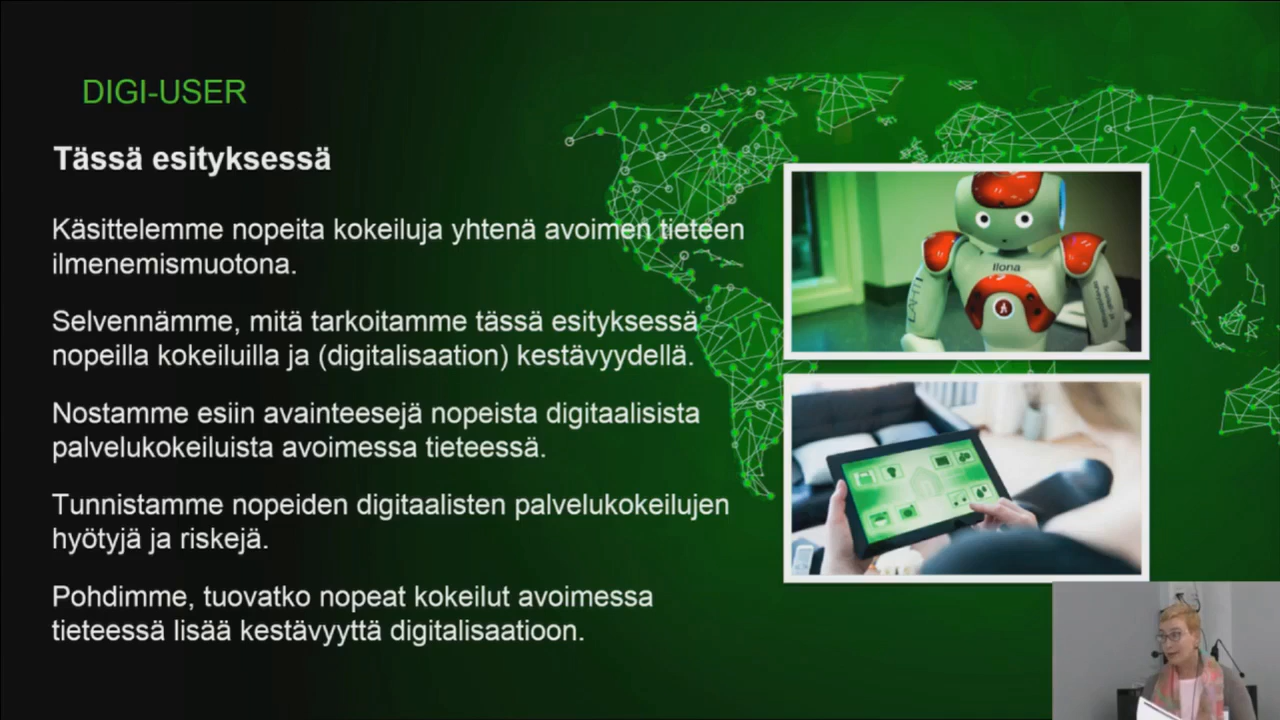 DIGI-USER
Tässä esityksessä
Käsittelemme nopeita kokeiluja yhtenä avoimen tieteen
ilmenemismuotona.
Selvennämme, mitä tarkoitamme tässä esityksessä
nopeilla kokeiluilla ja (digitalisaation) kestävyydellä.
Nostamme esiin avainteesejä nopeista digitaalisista
palvelukokeiluista avoimessa tieteessä.
Tunnistamme nopeiden digitaalisten palvelukokeilujen
hyötyjä ja riskejä.
Pohdimme, tuovatko nopeat kokeilut avoimessa
tieteessä lisää kestävyyttä digitalisaatioon.
Ilona
LAHTI